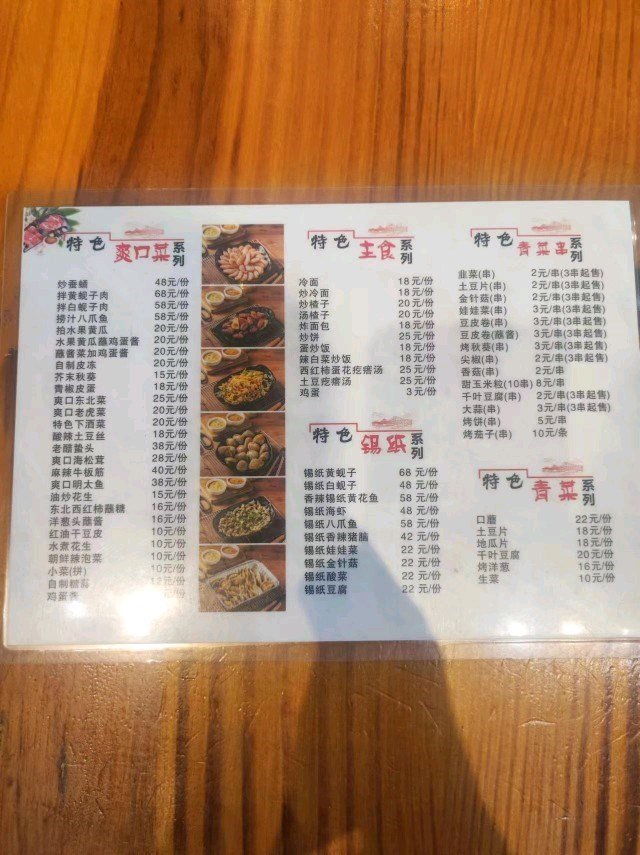 特色 爽口菜 系列
炒蚕蛹 48元/份
拌黄蚬子肉 68元/份
拌白蚬子肉 58元/份
捞汁八爪鱼 58元/份
拍水果黄瓜 20元/份
水果黄瓜蘸鸡蛋酱 20元/份
蘸酱菜加鸡蛋酱 20元/份
自制皮冻 20元/份
芥末秋葵 15元/份
青椒皮蛋 20元/份
爽口东北菜 25元/份
爽口老虎菜 20元/份
特色下酒菜 20元/份
酸辣土豆丝 18元/份
老醋蛰头 38元/份
爽口海松茸 28元/份
麻辣牛板筋 40元/份
爽口明太鱼 38元/份
油炒花生 15元/份
东北西红柿蘸糖 16元/份
洋葱头蘸酱 16元/份
红油干豆皮 10元/份
水煮花生 10元/份
朝鲜辣泡菜 10元/份
小菜(拼) 10元/份
自制糖蒜 12元/份
鸡蛋酱
特色 主食 系列
冷面 18元/份
炒冷面 18元/份
炒楂子 20元/份
汤楂子 20元/份
炸面包 18元/份
炒饼 20元/份
蛋炒饭 18元/份
辣白菜炒饭 18元/份
西红柿蛋花疙瘩汤 25元/份
土豆疙瘩汤 25元/份
鸡蛋 3元/份
特色 锡纸 系列
锡纸黄蚬子 68 元/份
锡纸白蚬子 48 元/份
香辣锡纸黄花鱼 58 元/份
锡纸海虾 48 元/份
锡纸八爪鱼 58 元/份
锡纸香辣猪脑 42 元/份
锡纸娃娃菜 22 元/份
锡纸金针菇 22 元/份
锡纸酸菜 22 元/份
锡纸豆腐 22 元/份
特色 青菜串 系列
韭菜(串) 2元/串(3串起售)
土豆片(串) 2元/串(3串起售)
金针菇(串) 2元/串(3串起售)
娃娃菜(串) 3元/串(3串起售)
豆皮卷(串) 3元/串(3串起售)
豆皮卷(蘸酱) 3元/串(3串起售)
烤秋葵(串) 3元/串(3串起售)
尖椒(串) 2元/串(3串起售)
香菇(串) 2元/串
甜玉米粒(10串) 8元/串
干叶豆腐(串) 2元/串(3串起售)
大蒜(串) 3元/串(3串起售)
烤饼(串) 5元/串
烤茄子(串) 10元/条
特色 青菜 系列
口蘑 22元/份
土豆片 18元/份
地瓜片 18元/份
干叶豆腐 20元/份
烤洋葱 16元/份
生菜 10元/份